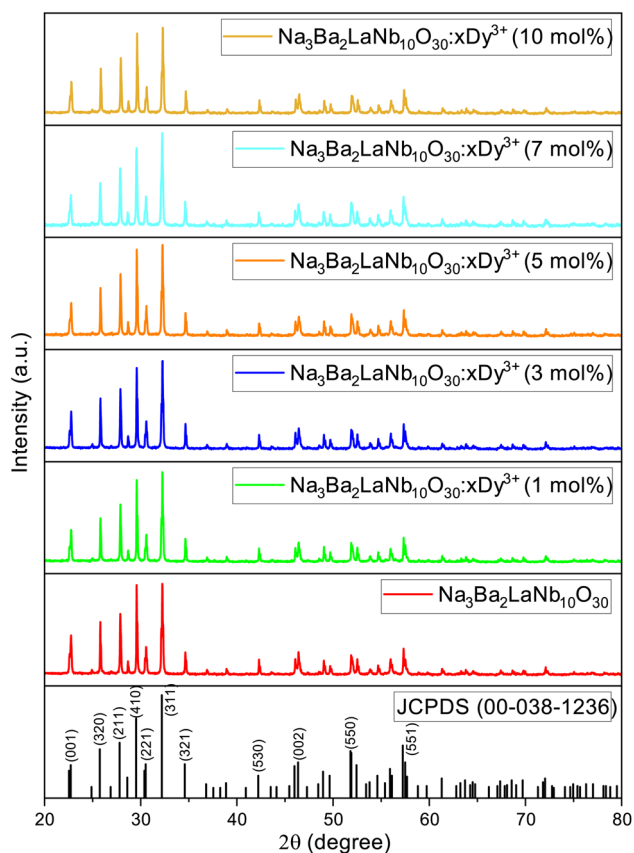 Na₃Ba₂LaNb₁₀O₃₀:xDy³⁺ (10 mol%)
Na₃Ba₂LaNb₁₀O₃₀:xDy³⁺ (7 mol%)
Na₃Ba₂LaNb₁₀O₃₀:xDy³⁺ (5 mol%)
Na₃Ba₂LaNb₁₀O₃₀:xDy³⁺ (3 mol%)
Na₃Ba₂LaNb₁₀O₃₀:xDy³⁺ (1 mol%)
Na₃Ba₂LaNb₁₀O₃₀
JCPDS (00-038-1236)
(001)
(320)
(211)
(410)
(221)
(311)
(321)
(530)
(002)
(550)
(551)
Intensity (a.u.)
20 30 40 50 60 70 80
2θ (degree)